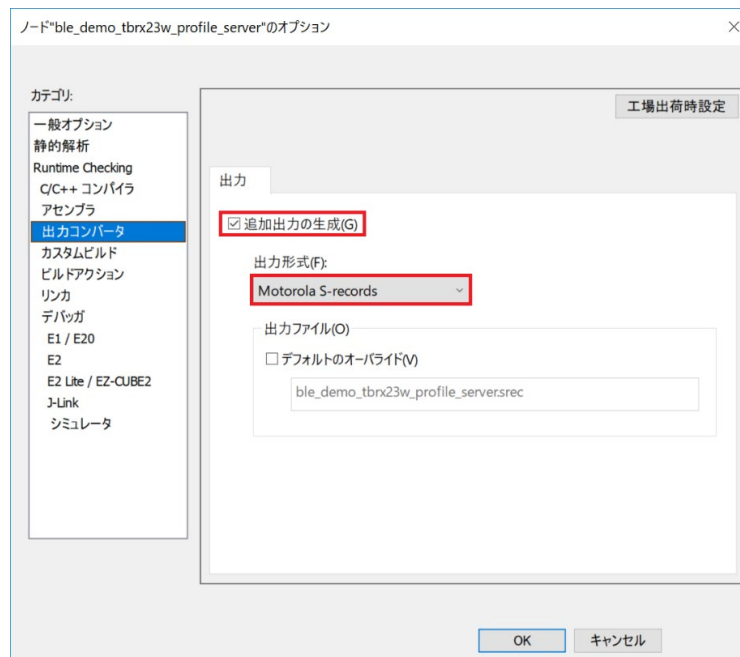 ノード"ble_demo_tbrx23w_profile_server"のオプション
カテゴリ:
一般オプション
静的解析
Runtime Checking
C/C++ コンパイラ
アセンブラ
出力コンバータ
カスタムビルド
ビルドアクション
リンカ
デバッガ
E1 / E20
E2
E2 Lite / EZ-CUBE2
J-Link
シミュレータ
工場出荷時設定
出力
追加出力の生成(G)
出力形式(F):
Motorola S-records
出力ファイル(O)
デフォルトのオーバライド(V)
ble_demo_tbrx23w_profile_server.srec
OK
キャンセル